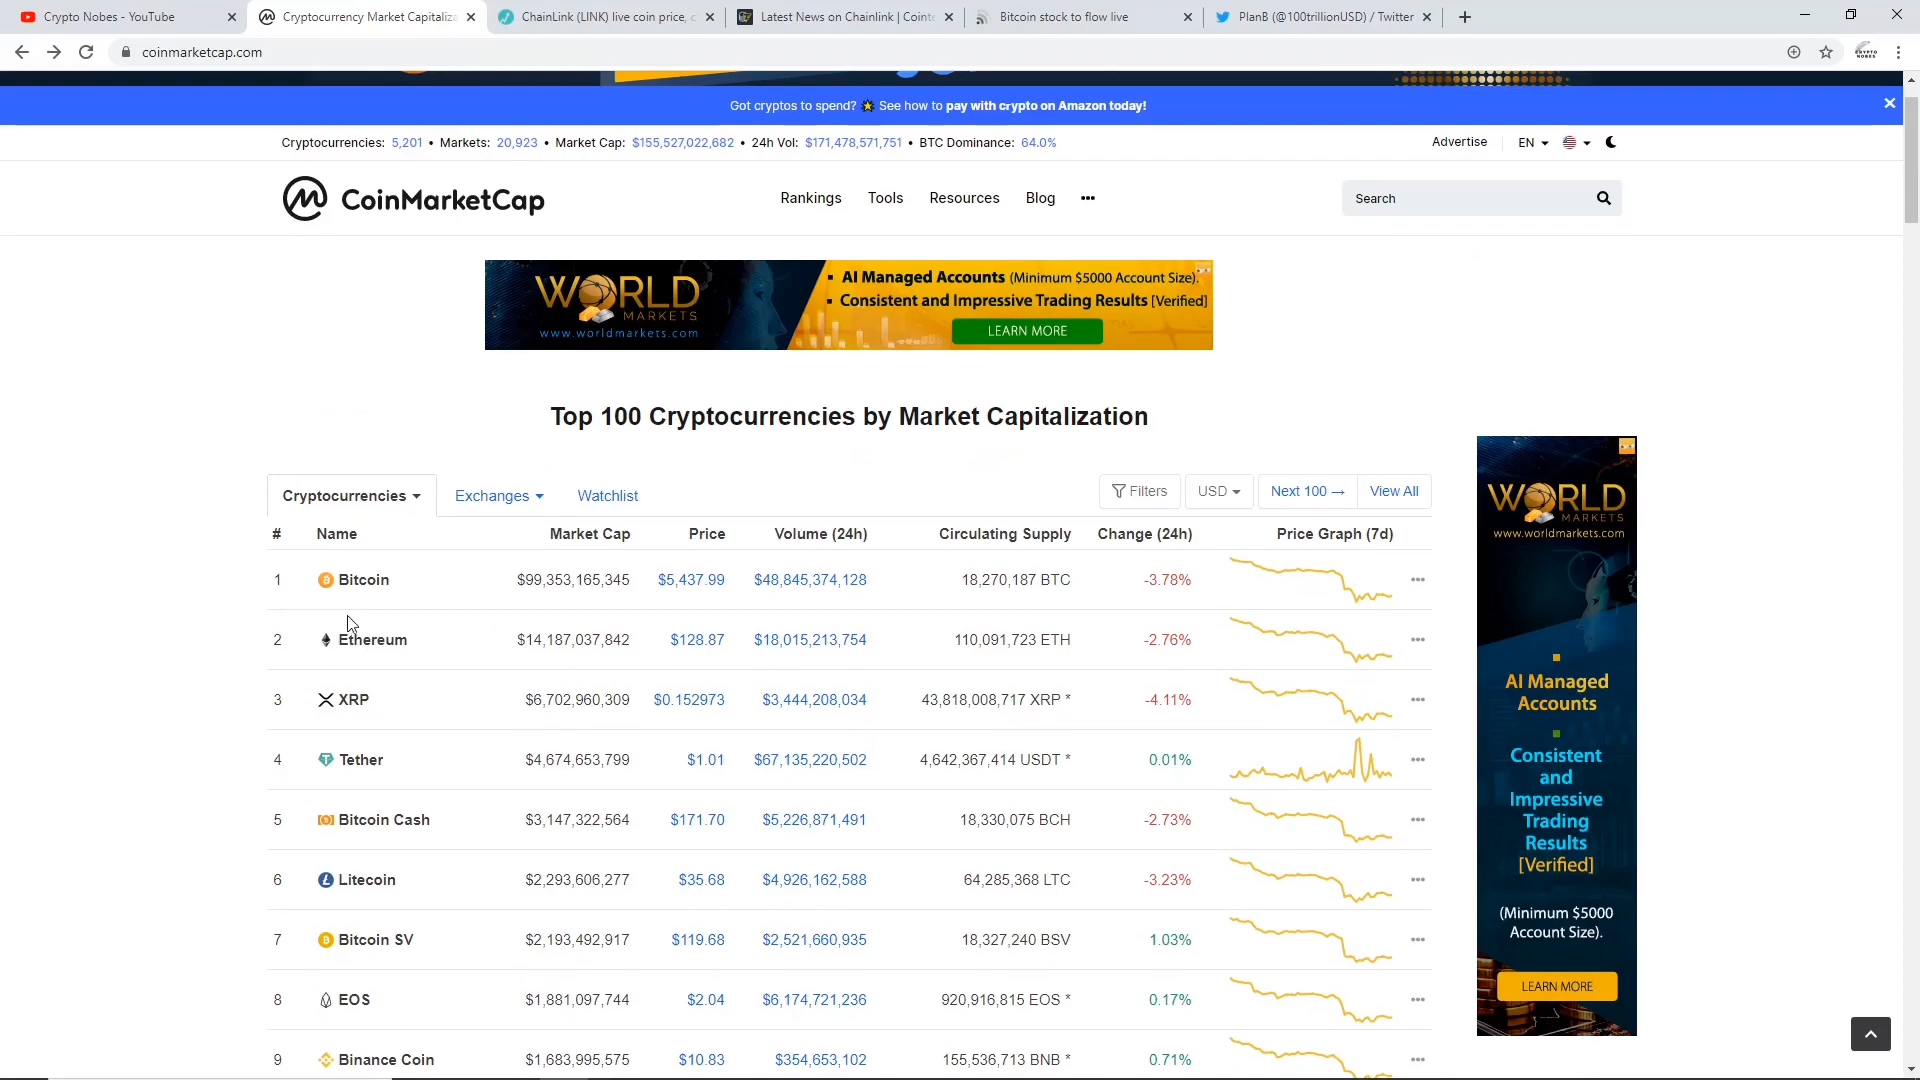 Crypto Nobes - YouTube
Cryptocurrency Market Capitaliza
ChainLink (LINK) live coin price, c
Latest News on Chainlink | Cointe
Bitcoin stock to flow live
PlanB (@100trillionUSD) / Twitter
coinmarketcap.com
Got cryptos to spend? See how to pay with crypto on Amazon today!
Cryptocurrencies: 5,201 • Markets: 20,923 • Market Cap: $155,527,022,682 • 24h Vol: $171,478,571,751 • BTC Dominance: 64.0%
Advertise EN
CoinMarketCap
Rankings Tools Resources Blog
Search
WORLD
MARKETS
www.worldmarkets.com
AI Managed Accounts (Minimum $5000 Account Size).
Consistent and Impressive Trading Results [Verified]
LEARN MORE
Top 100 Cryptocurrencies by Market Capitalization
Cryptocurrencies Exchanges Watchlist Filters USD Next 100 → View All
# Name Market Cap Price Volume (24h) Circulating Supply Change (24h) Price Graph (7d)
1 Bitcoin $99,353,165,345 $5,437.99 $48,845,374,128 18,270,187 BTC -3.78%
2 Ethereum $14,187,037,842 $128.87 $18,015,213,754 110,091,723 ETH -2.76%
3 XRP $6,702,960,309 $0.152973 $3,444,208,034 43,818,008,717 XRP * -4.11%
4 Tether $4,674,653,799 $1.01 $67,135,220,502 4,642,367,414 USDT * 0.01%
5 Bitcoin Cash $3,147,322,564 $171.70 $5,226,871,491 18,330,075 BCH -2.73%
6 Litecoin $2,293,606,277 $35.68 $4,926,162,588 64,285,368 LTC -3.23%
7 Bitcoin SV $2,193,492,917 $119.68 $2,521,660,935 18,327,240 BSV 1.03%
8 EOS $1,881,097,744 $2.04 $6,174,721,236 920,916,815 EOS * 0.17%
9 Binance Coin $1,683,995,575 $10.83 $354,653,102 155,536,713 BNB * 0.71%
WORLD
MARKETS
www.worldmarkets.com
AI Managed
Accounts
Consistent
and
Impressive
Trading
Results
[Verified]
(Minimum $5000
Account Size).
LEARN MORE